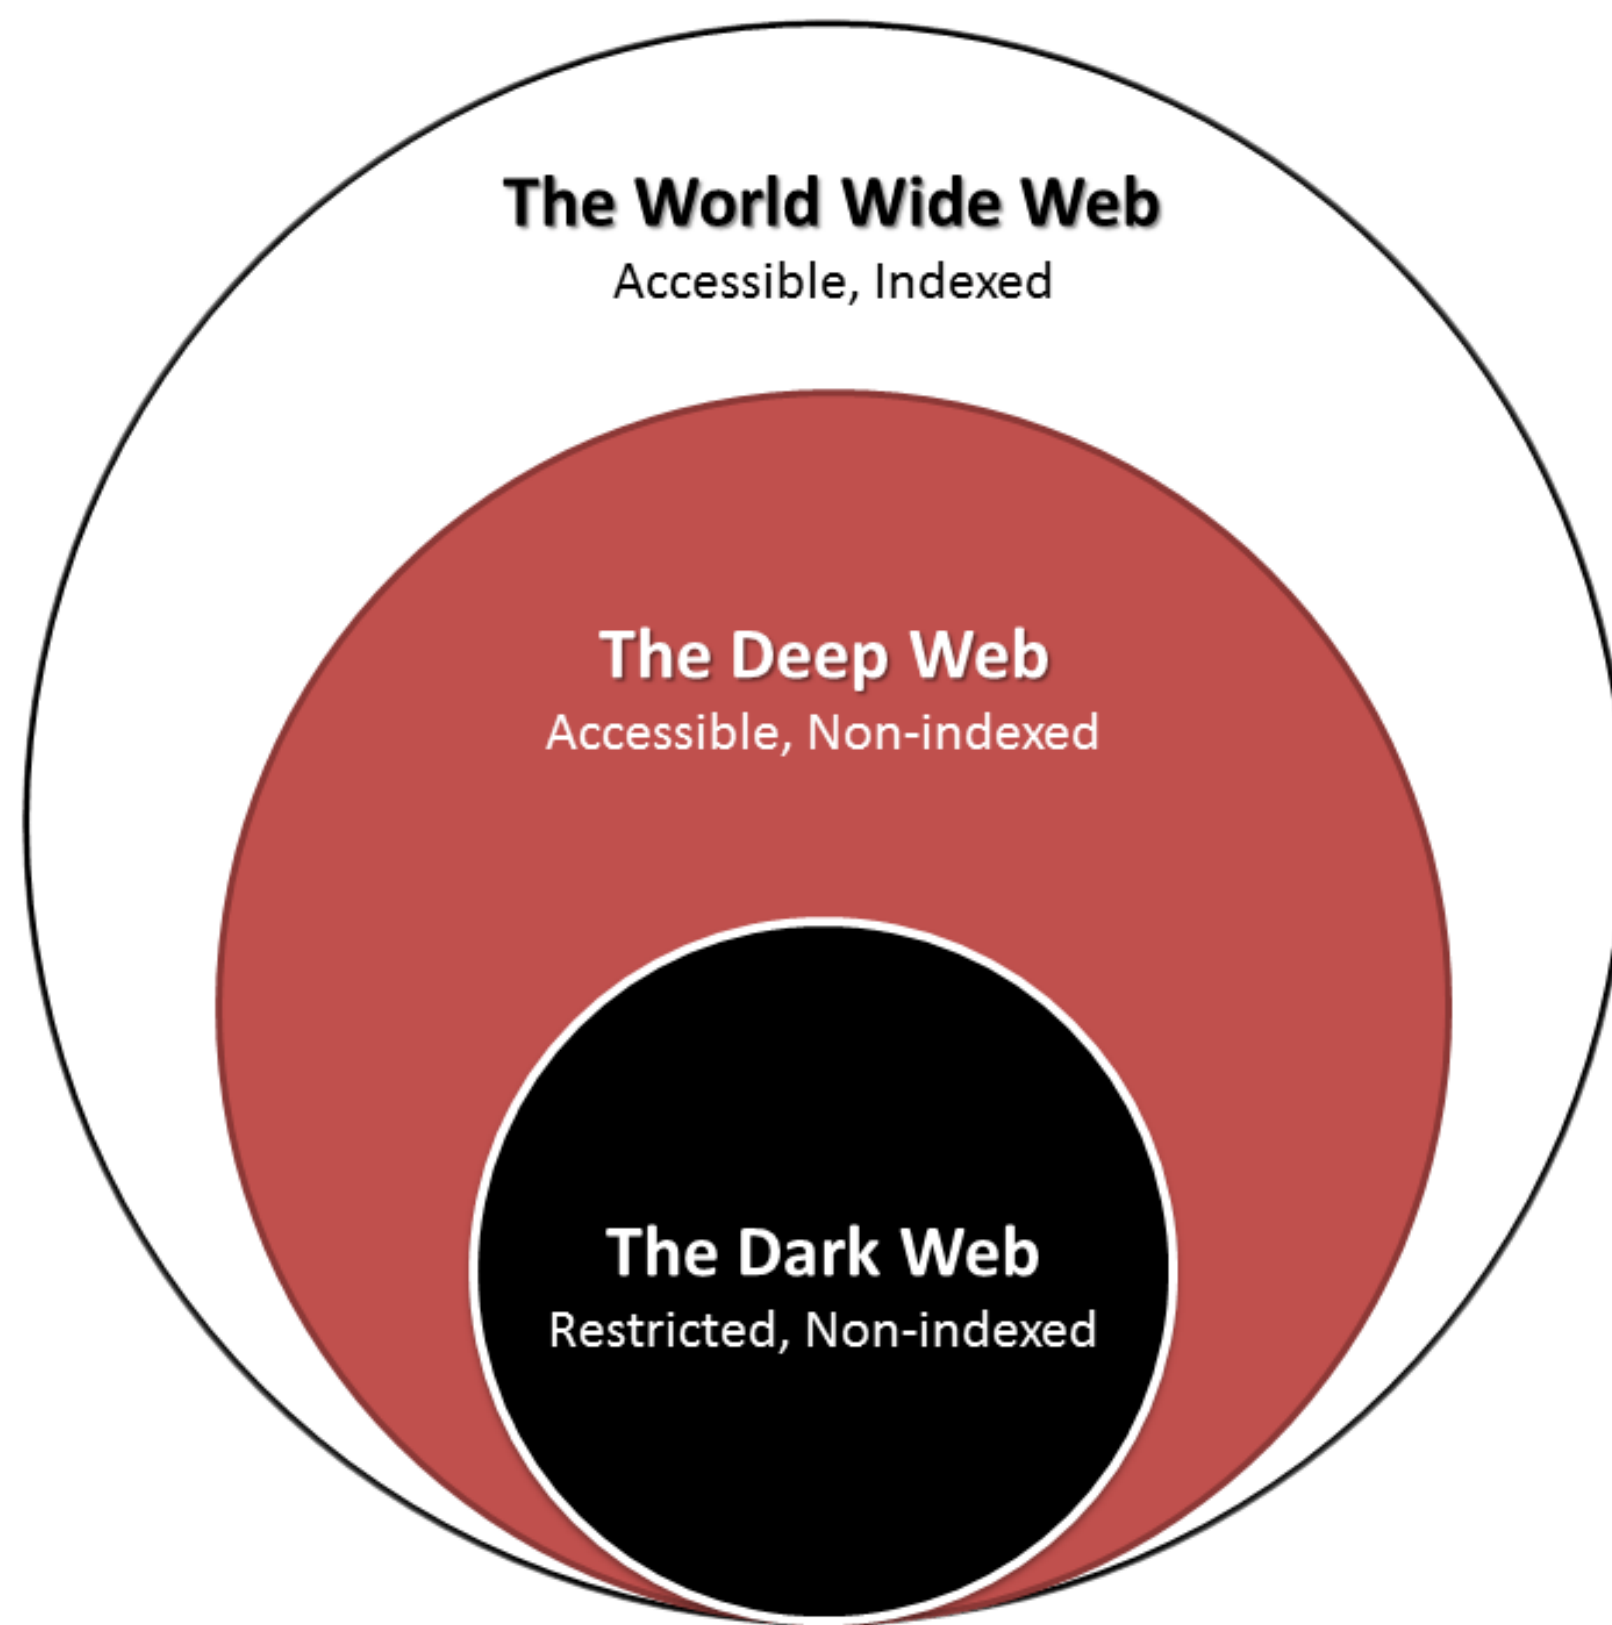 The World Wide Web
Accessible, Indexed
The Deep Web
Accessible, Non-indexed
The Dark Web
Restricted, Non-indexed